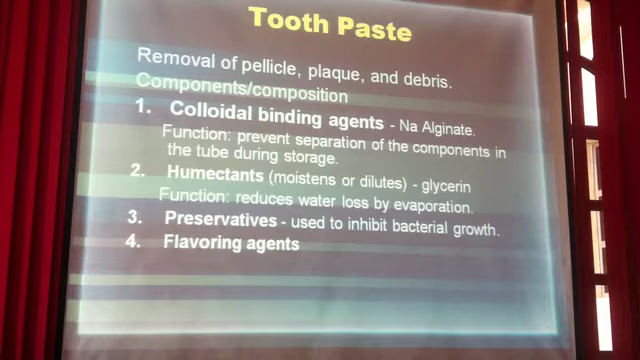 Tooth Paste
Removal of pellicle, plaque, and debris.
Components/composition
1. Colloidal binding agents - Na Alginate.
Function: prevent separation of the components in
the tube during storage.
2. Humectants (moistens or dilutes) - glycerin
Function: reduces water loss by evaporation.
3. Preservatives - used to inhibit bacterial growth.
4. Flavoring agents